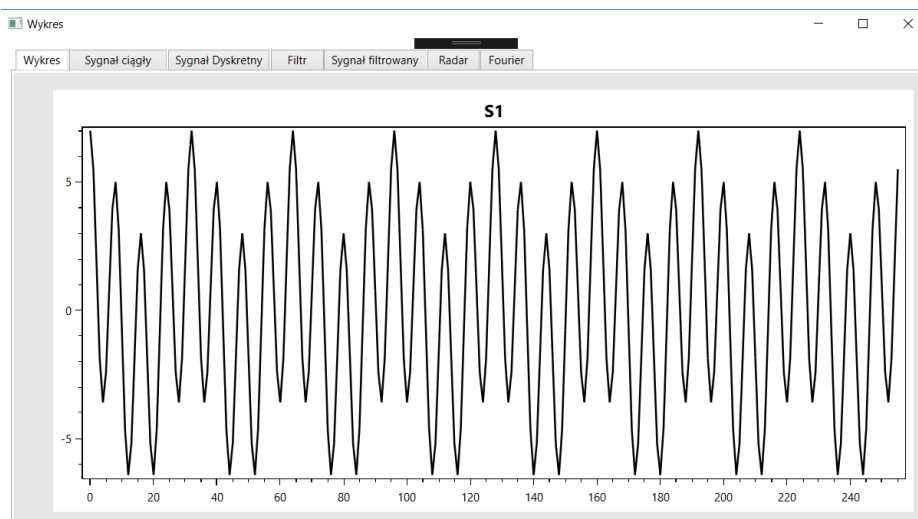 Wykres
Wykres Sygnał ciągły Sygnał Dyskretny Filtr Sygnał filtrowany Radar Fourier
S1
5
0
-5
0 20 40 60 80 100 120 140 160 180 200 220 240